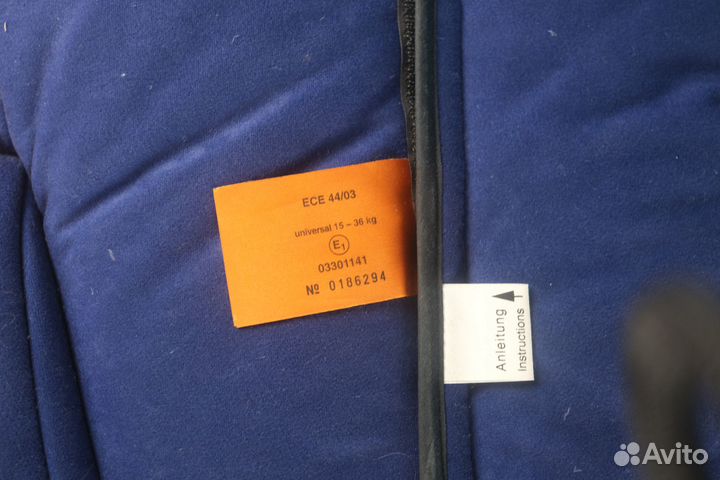 ECE 44/03
universal 15 – 36 kg
E1
03301141
№ 0186294
Anleitung
Instructions
Avito